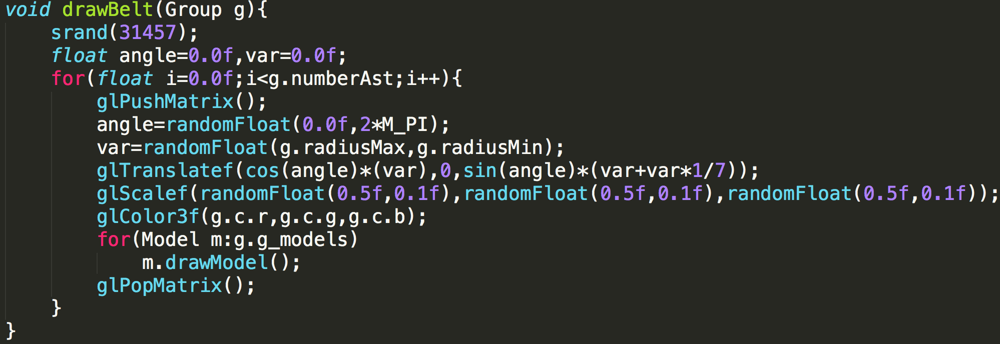 void drawBelt(Group g){
    srand(31457);
    float angle=0.0f,var=0.0f;
    for(float i=0.0f;i<g.numberAst;i++){
        glPushMatrix();
        angle=randomFloat(0.0f,2*M_PI);
        var=randomFloat(g.radiusMax,g.radiusMin);
        glTranslatef(cos(angle)*(var),0,sin(angle)*(var+var*1/7));
        glScalef(randomFloat(0.5f,0.1f),randomFloat(0.5f,0.1f),randomFloat(0.5f,0.1f));
        glColor3f(g.c.r,g.c.g,g.c.b);
        for(Model m:g.g_models)
            m.drawModel();
        glPopMatrix();
    }
}